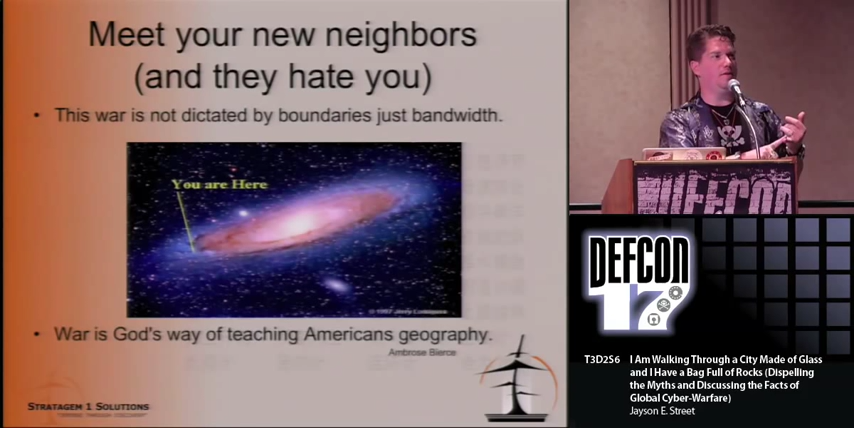 Meet your new neighbors
(and they hate you)
• This war is not dictated by boundaries just bandwidth.
You are Here
• War is God's way of teaching Americans geography.
Ambrose Bierce
STRATAGEM 1 SOLUTIONS
DEFCON
DEFCON
17
T3D2S6 I Am Walking Through a City Made of Glass
and I Have a Bag Full of Rocks (Dispelling
the Myths and Discussing the Facts of
Global Cyber-Warfare)
Jayson E. Street